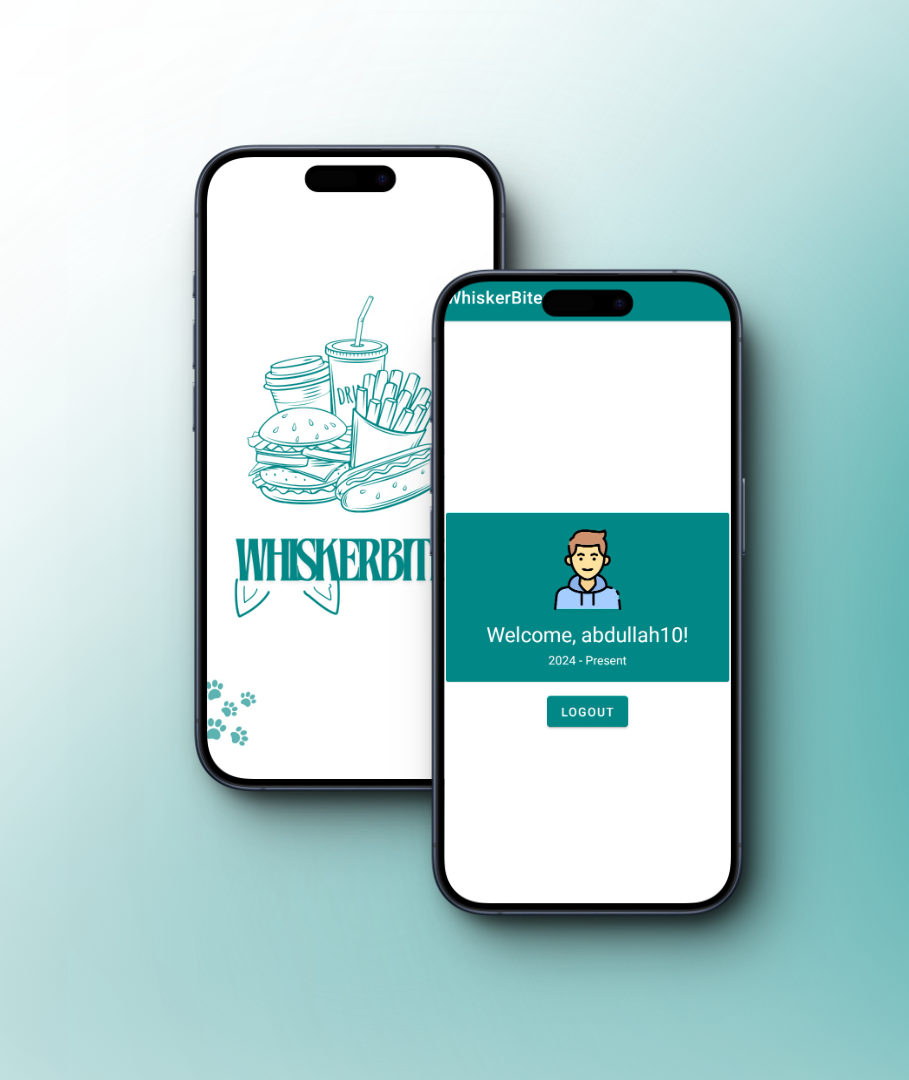 DRI
WHISKERBIT
WhiskerBite
Welcome, abdullah10!
2024 - Present
LOGOUT